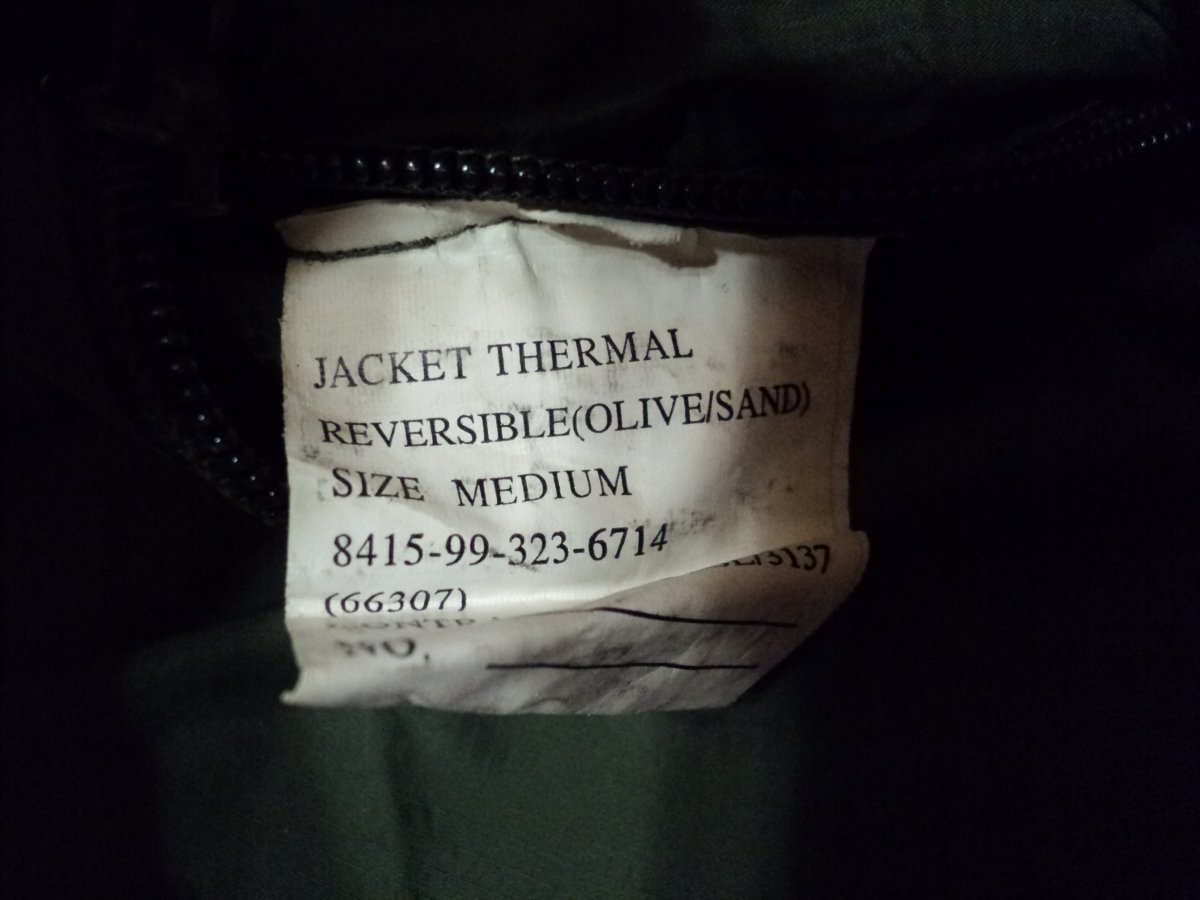 JACKET THERMAL
REVERSIBLE(OLIVE/SAND)
SIZE MEDIUM
8415-99-323-6714
(66307)
NO.